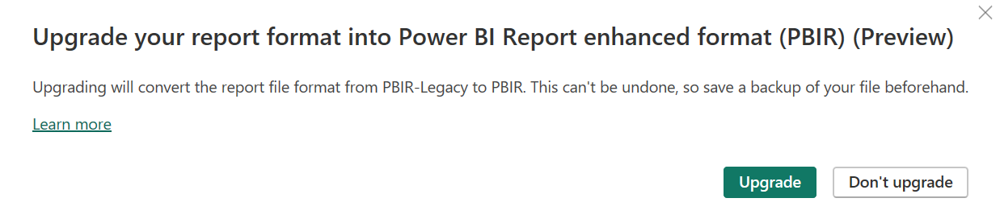 Upgrade your report format into Power BI Report enhanced format (PBIR) (Preview)
Upgrading will convert the report file format from PBIR-Legacy to PBIR. This can't be undone, so save a backup of your file beforehand.
Learn more
Upgrade
Don't upgrade